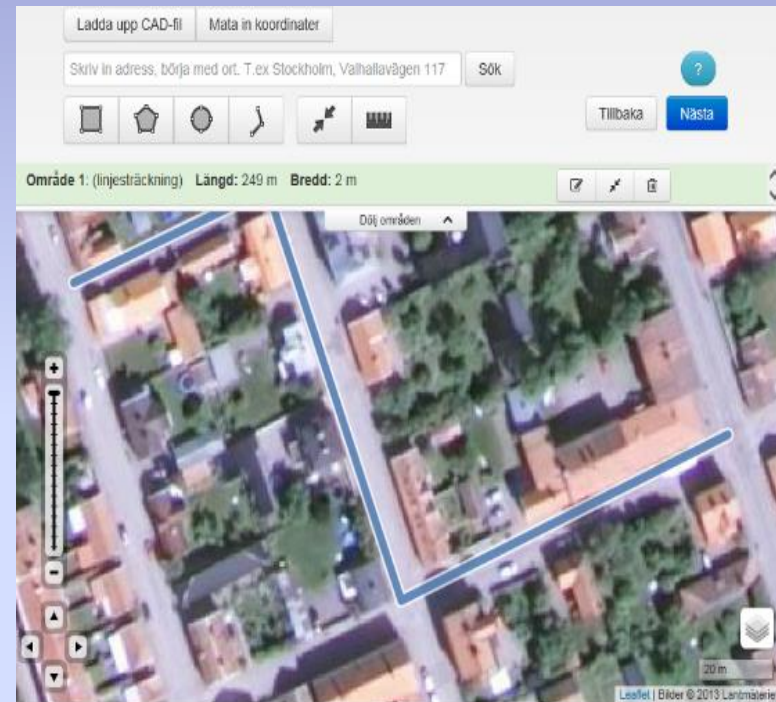 Ladda upp CAD-fil Mata in koordinater
Skriv in adress, börja med ort. T.ex Stockholm, Valhallavägen 117 Sök
?
Tillbaka Nästa
Område 1: (linjesträckning) Längd: 249 m Bredd: 2 m
Dölj områden
+
−
20 m
Leaflet | Bilder © 2013 Lantmäterie